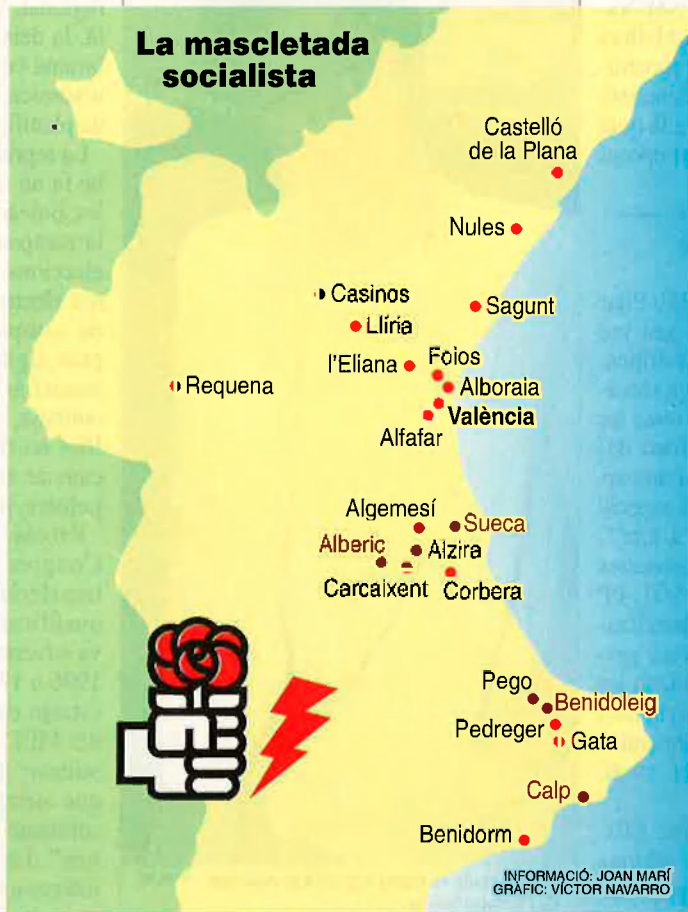 La mascletada
socialista
Castelló
de la Plana
Nules
Casinos
Sagunt
Llíria
l'Eliana
Foios
Requena
Alboraia
València
Alfafar
Algemesí
Sueca
Alberic
Alzira
Carcaixent
Corbera
Pego
Benidoleig
Pedreger
Gata
Calp
Benidorm
INFORMACIÓ: JOAN MARÍ
GRÀFIC: VÍCTOR NAVARRO